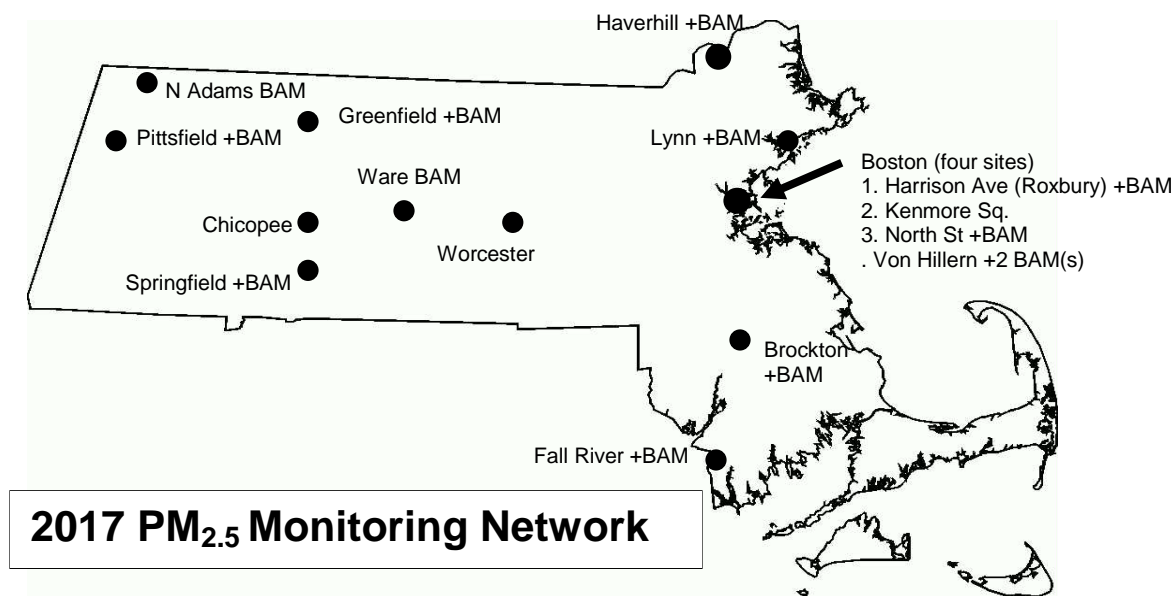 Haverhill +BAM
N Adams BAM
Greenfield +BAM
Pittsfield +BAM
Lynn +BAM
Boston (four sites)
1. Harrison Ave (Roxbury) +BAM
2. Kenmore Sq.
3. North St +BAM
. Von Hillern +2 BAM(s)
Ware BAM
Chicopee
Worcester
Springfield +BAM
Brockton
+BAM
Fall River +BAM
2017 PM2.5 Monitoring Network